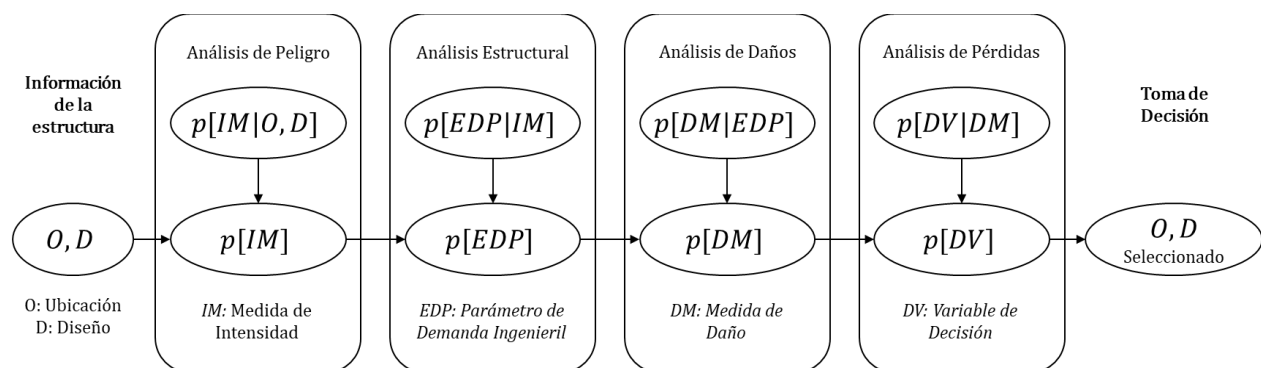 Información
de la
estructura
O, D
O: Ubicación
D: Diseño
Análisis de Peligro
p[IM|O, D]
p[IM]
IM: Medida de
Intensidad
Análisis Estructural
p[EDP|IM]
p[EDP]
EDP: Parámetro de
Demanda Ingenieril
Análisis de Daños
p[DM|EDP]
p[DM]
DM: Medida de
Daño
Análisis de Pérdidas
p[DV|DM]
p[DV]
DV: Variable de
Decisión
Toma de
Decisión
O, D
Seleccionado